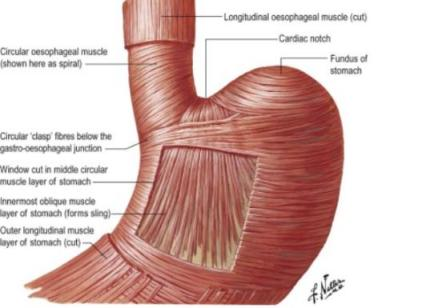 Longitudinal oesophageal muscle (cut)
Cardiac notch
Circular oesophageal muscle
(shown here as spiral)
Fundus of
stomach
Circular ‘clasp’ fibres below the
gastro-oesophageal junction
Window cut in middle circular
muscle layer of stomach
Innermost oblique muscle
layer of stomach (forms sling)
Outer longitudinal muscle
layer of stomach (cut)